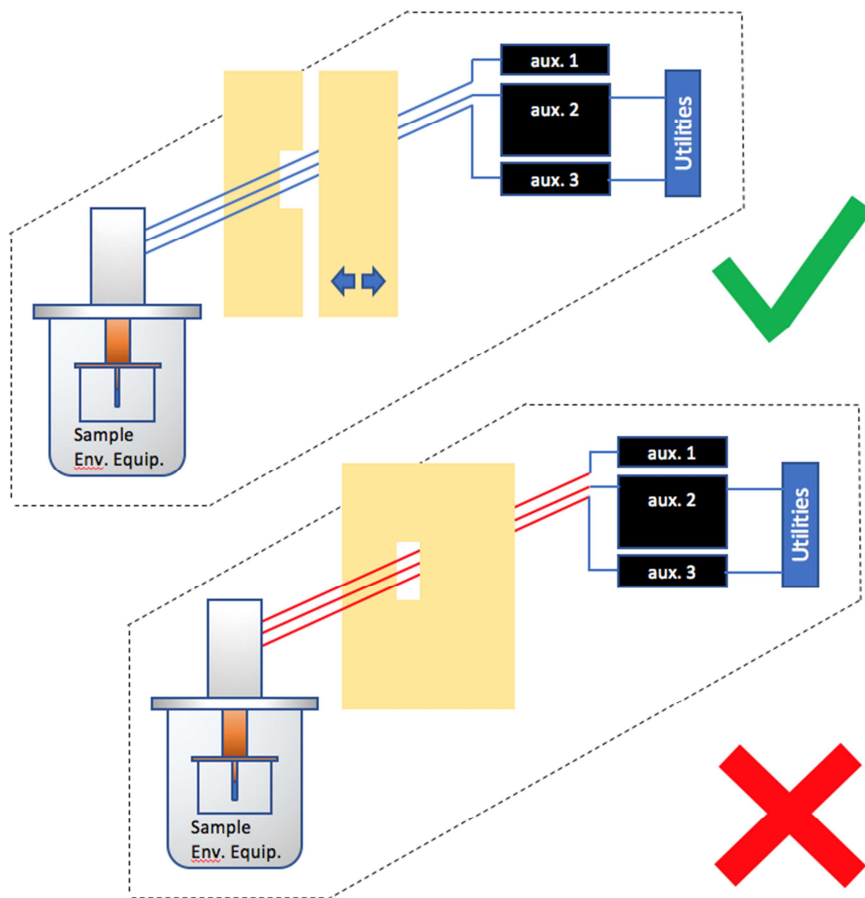 aux. 1
aux. 2
aux. 3
Utilities
Sample
Env. Equip.
aux. 1
aux. 2
aux. 3
Utilities
Sample
Env. Equip.